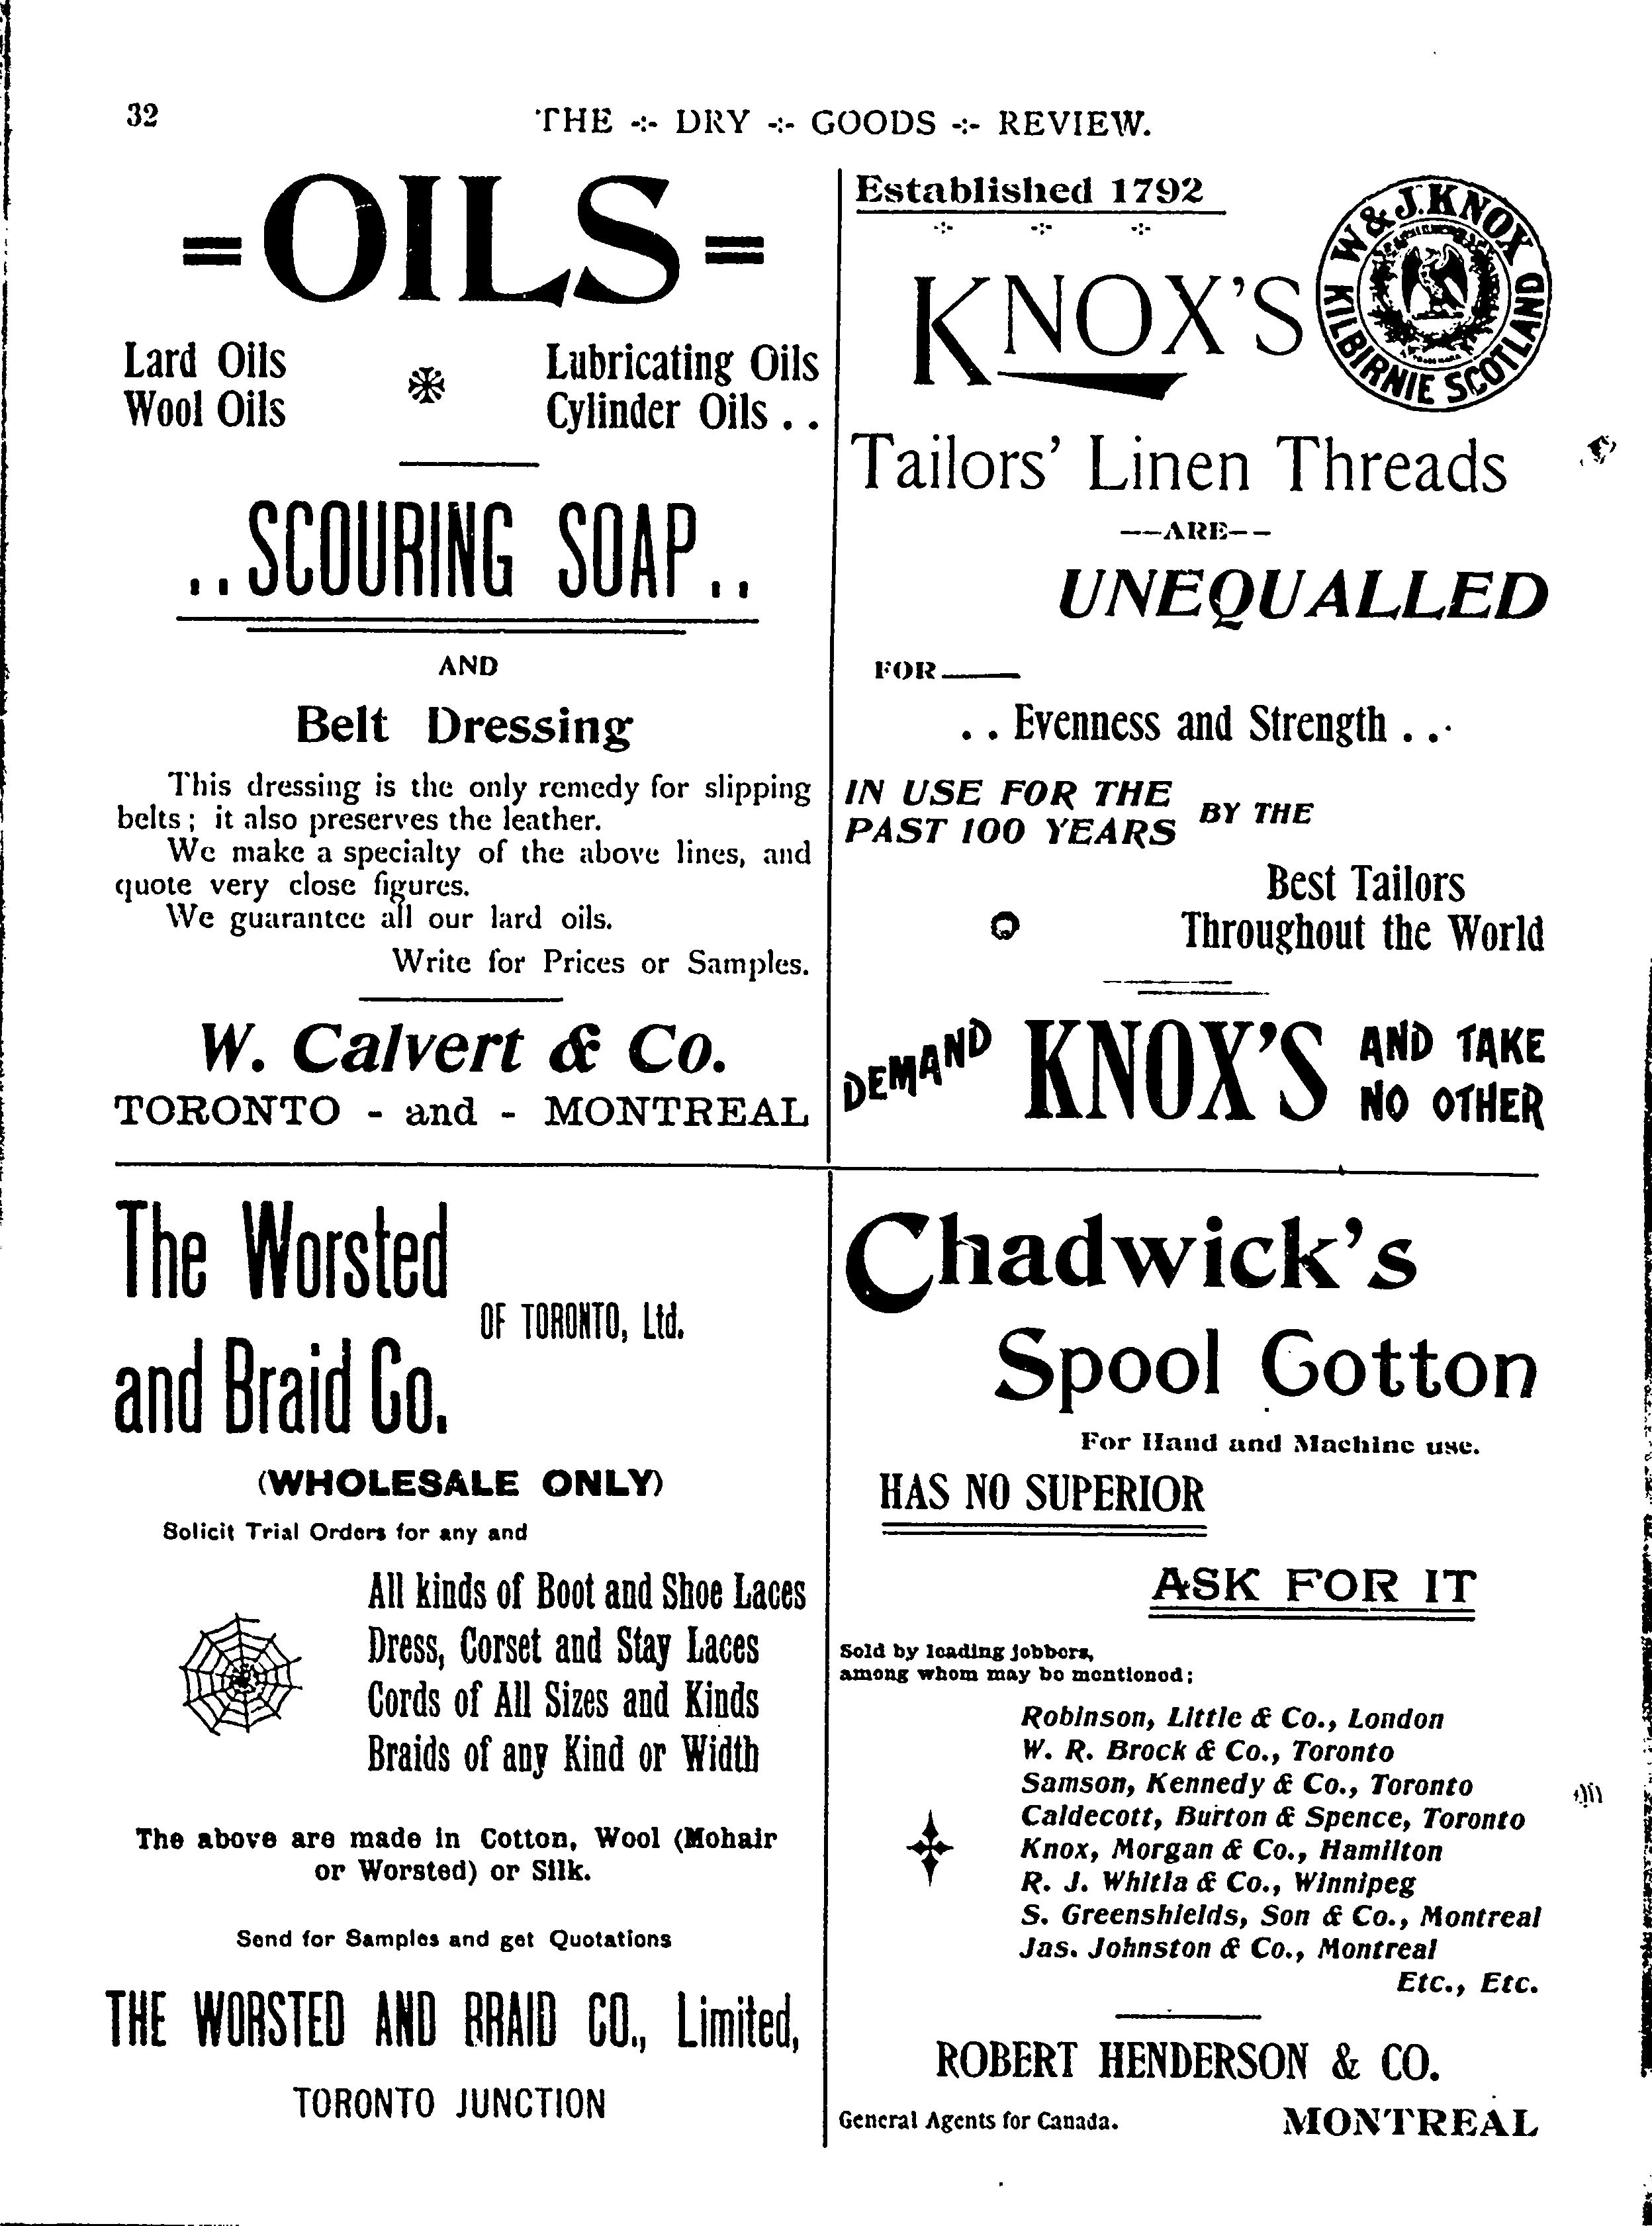 32
THE -:- DRY -:- GOODS -:- REVIEW.
=OILS=
Lard Oils
Wool Oils
Lubricating Oils
Cylinder Oils . .
. . SCOURING SOAP . .
AND
Belt Dressing
This dressing is the only remedy for slipping
belts; it also preserves the leather.
We make a specialty of the above lines, and
quote very close figures.
We guarantee all our lard oils.
Write for Prices or Samples.
W. Calvert & Co.
TORONTO - and - MONTREAL
Established 1792
W & J. KNOX
KILBIRNIE SCOTLAND
KNOX'S
Tailors' Linen Threads
--ARE--
UNEQUALLED
FOR
. . Evenness and Strength . . .
IN USE FOR THE
PAST 100 YEARS
BY THE
Best Tailors
Throughout the World
DEMAND KNOX'S AND TAKE
NO OTHER
The Worsted
and Braid Co.
OF TORONTO, Ltd.
(WHOLESALE ONLY)
Solicit Trial Orders for any and
All kinds of Boot and Shoe Laces
Dress, Corset and Stay Laces
Cords of All Sizes and Kinds
Braids of any Kind or Width
The above are made in Cotton, Wool (Mohair
or Worsted) or Silk.
Send for Samples and get Quotations
THE WORSTED AND BRAID CO., Limited,
TORONTO JUNCTION
Chadwick's
Spool Cotton
For Hand and Machine use.
HAS NO SUPERIOR
ASK FOR IT
Sold by leading jobbers,
among whom may be mentioned;
Robinson, Little & Co., London
W. R. Brock & Co., Toronto
Samson, Kennedy & Co., Toronto
Caldecott, Burton & Spence, Toronto
Knox, Morgan & Co., Hamilton
R. J. Whitla & Co., Winnipeg
S. Greenshields, Son & Co., Montreal
Jas. Johnston & Co., Montreal
Etc., Etc.
ROBERT HENDERSON & CO.
General Agents for Canada.
MONTREAL